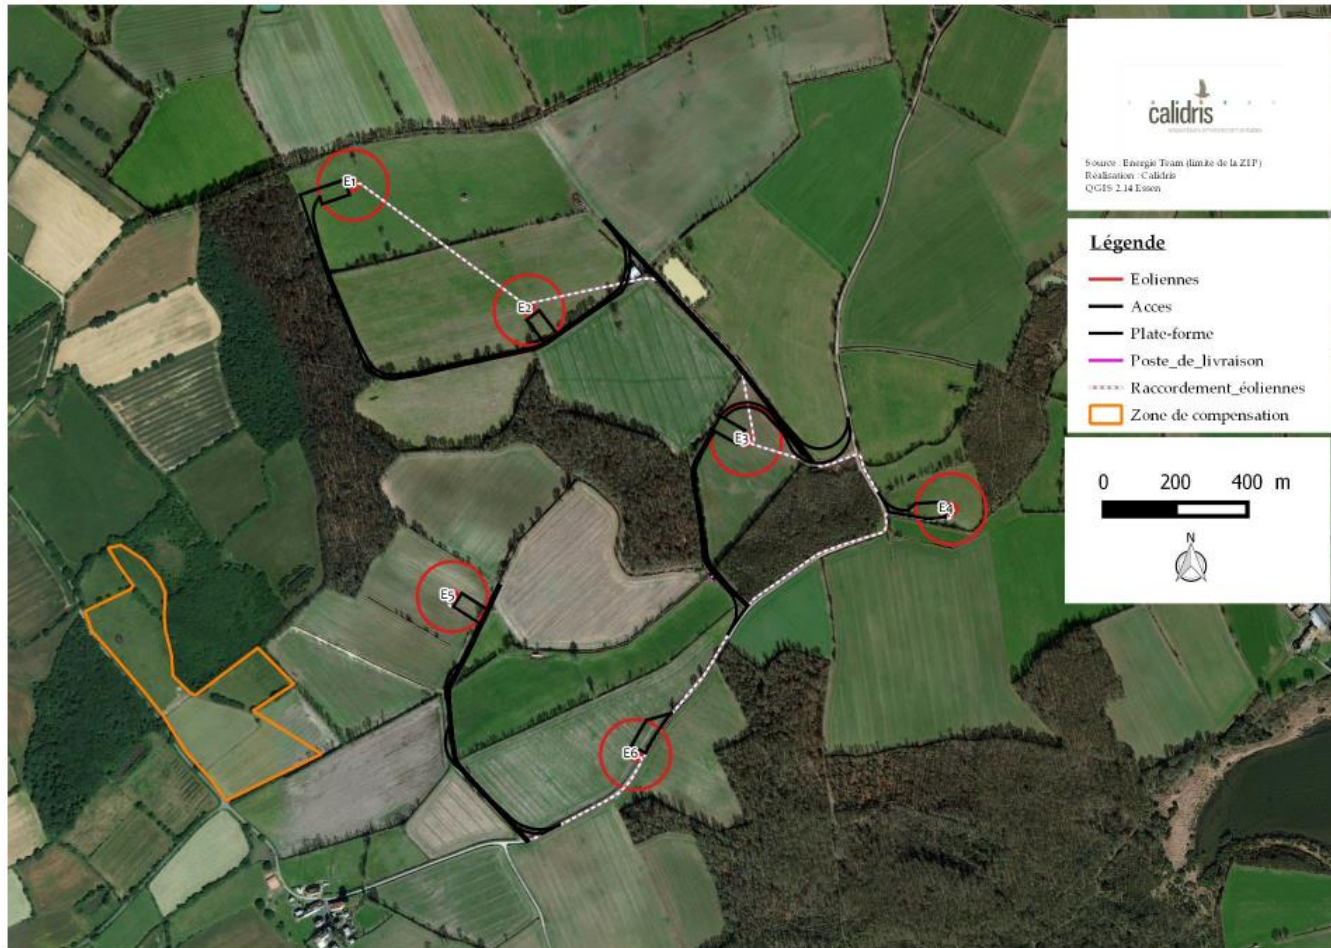 calidris
Source : Energie Team (limite de la ZIP)
Réalisation : Calidris
QGIS 2.14 Essen
Légende
Eoliennes
Acces
Plate-forme
Poste_de_livraison
Raccordement_éoliennes
Zone de compensation
0 200 400 m
N
E1
E2
E3
E4
E5
E6